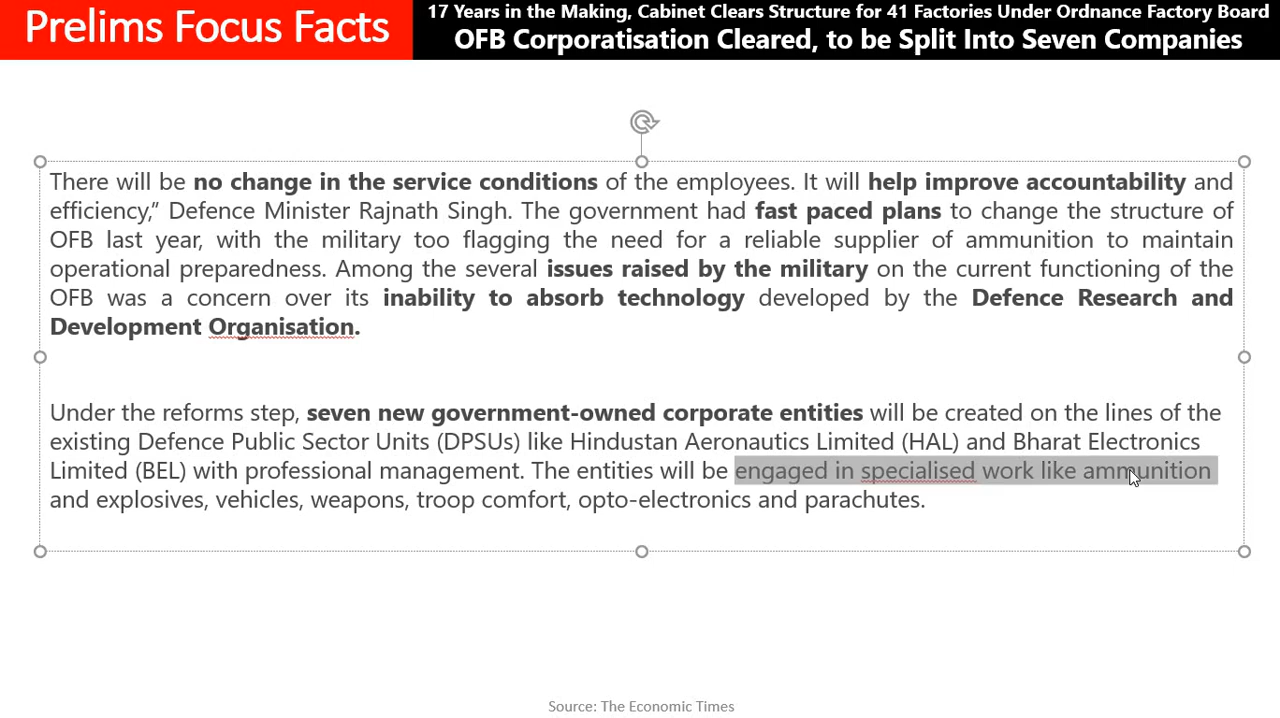 Prelims Focus Facts
17 Years in the Making, Cabinet Clears Structure for 41 Factories Under Ordnance Factory Board
OFB Corporatisation Cleared, to be Split Into Seven Companies
There will be no change in the service conditions of the employees. It will help improve accountability and
efficiency,” Defence Minister Rajnath Singh. The government had fast paced plans to change the structure of
OFB last year, with the military too flagging the need for a reliable supplier of ammunition to maintain
operational preparedness. Among the several issues raised by the military on the current functioning of the
OFB was a concern over its inability to absorb technology developed by the Defence Research and
Development Organisation.
Under the reforms step, seven new government-owned corporate entities will be created on the lines of the
existing Defence Public Sector Units (DPSUs) like Hindustan Aeronautics Limited (HAL) and Bharat Electronics
Limited (BEL) with professional management. The entities will be engaged in specialised work like ammunition
and explosives, vehicles, weapons, troop comfort, opto-electronics and parachutes.
Source: The Economic Times